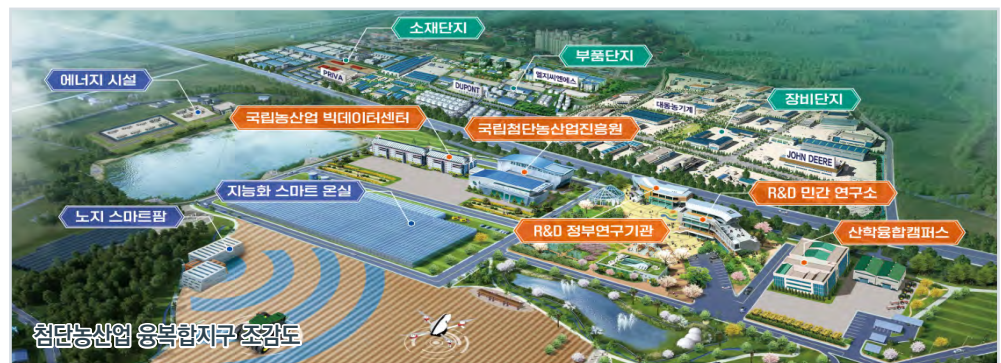 소재단지
부품단지
에너지 시설
PRIVA
DUPONT
엘지씨엔에스
대동농기계
장비단지
국립농산업 빅데이터센터
국립첨단농산업진흥원
JOHN DEERE
지능화 스마트 온실
R&D 민간 연구소
노지 스마트팜
R&D 정부연구기관
산학융합캠퍼스
첨단농산업 융복합지구 조감도